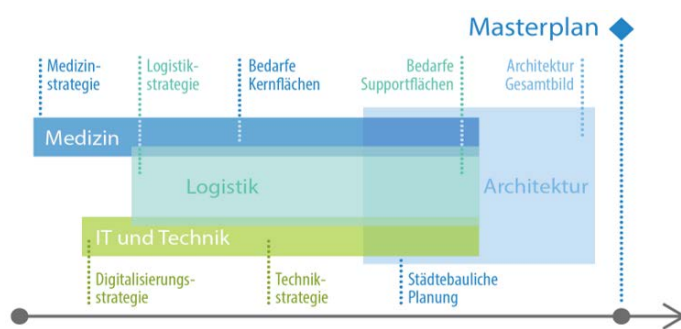 Masterplan
Medizin-
strategie
Logistik-
strategie
Bedarfe
Kernflächen
Bedarfe
Supportflächen
Architektur
Gesamtbild
Medizin
Logistik
Architektur
IT und Technik
Digitalisierungs-
strategie
Technik-
strategie
Städtebauliche
Planung